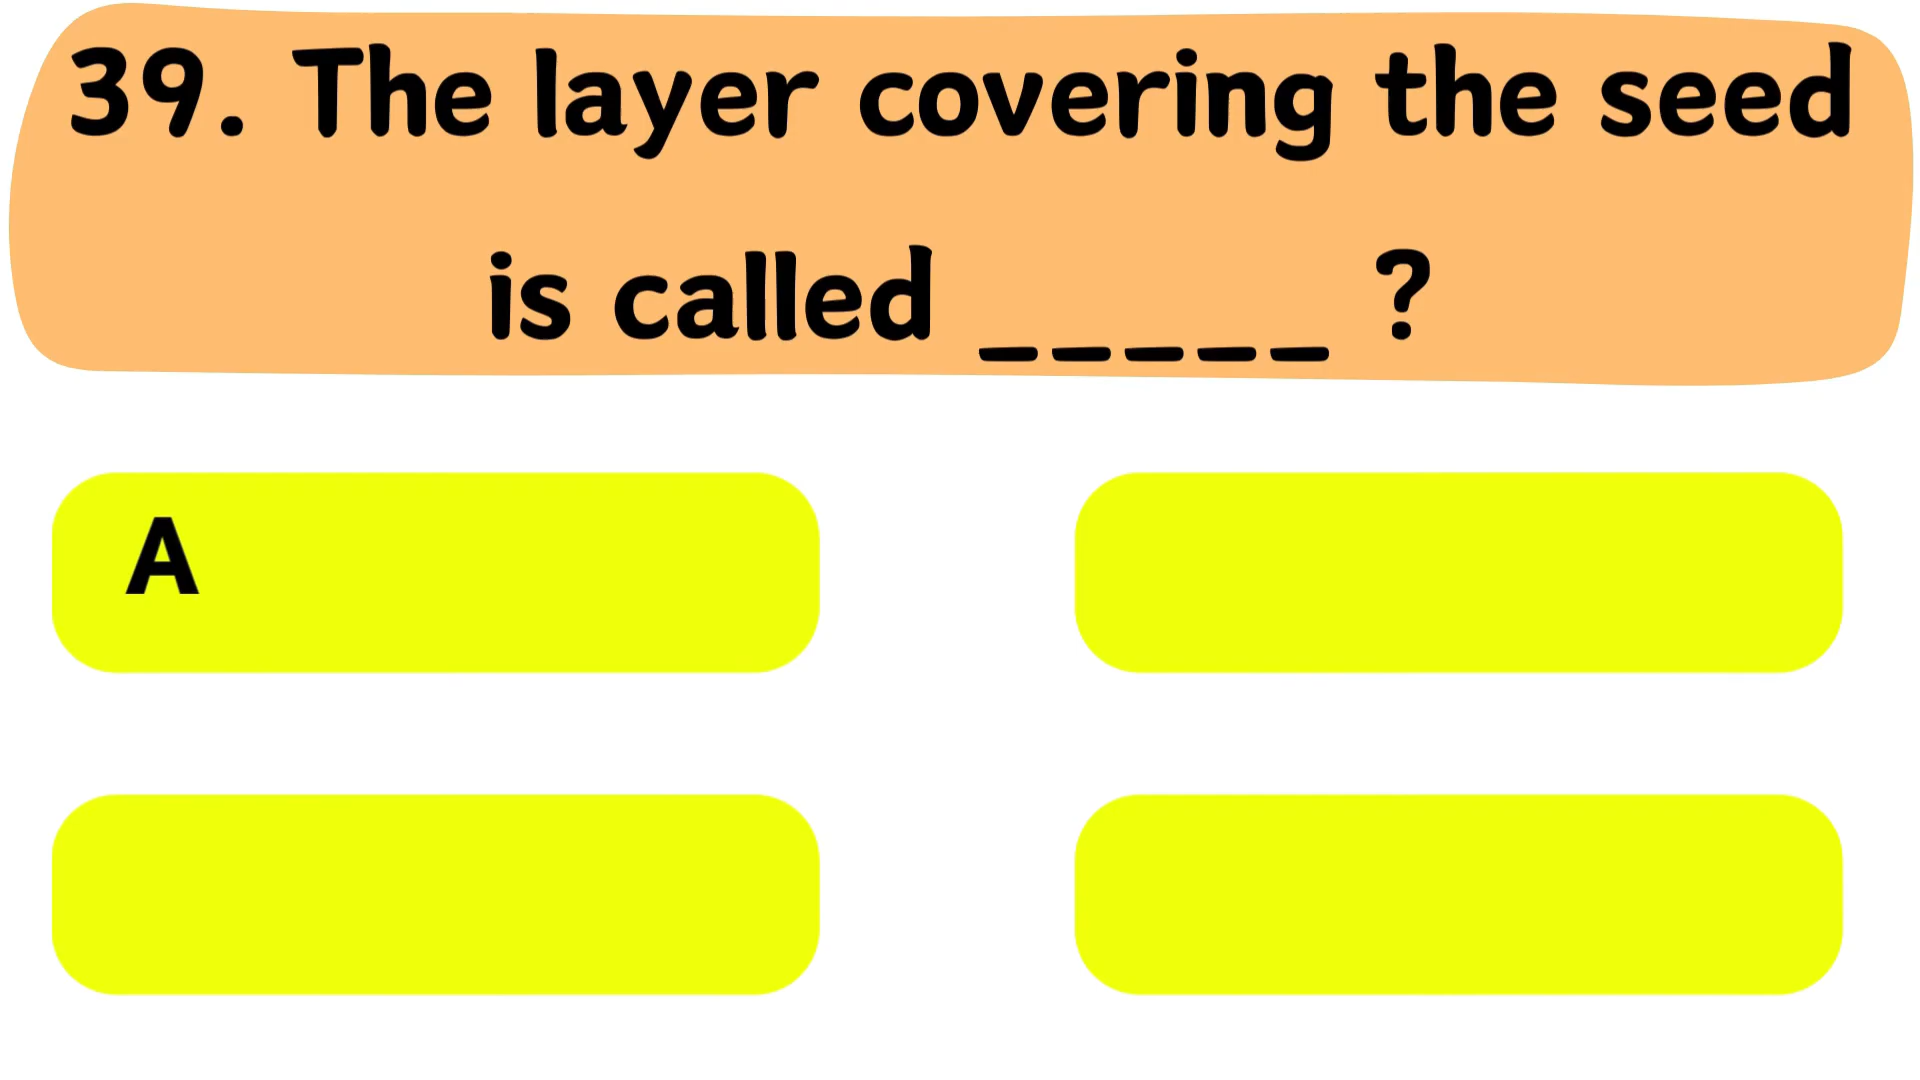 39. The layer covering the seed
is called _____ ?
A